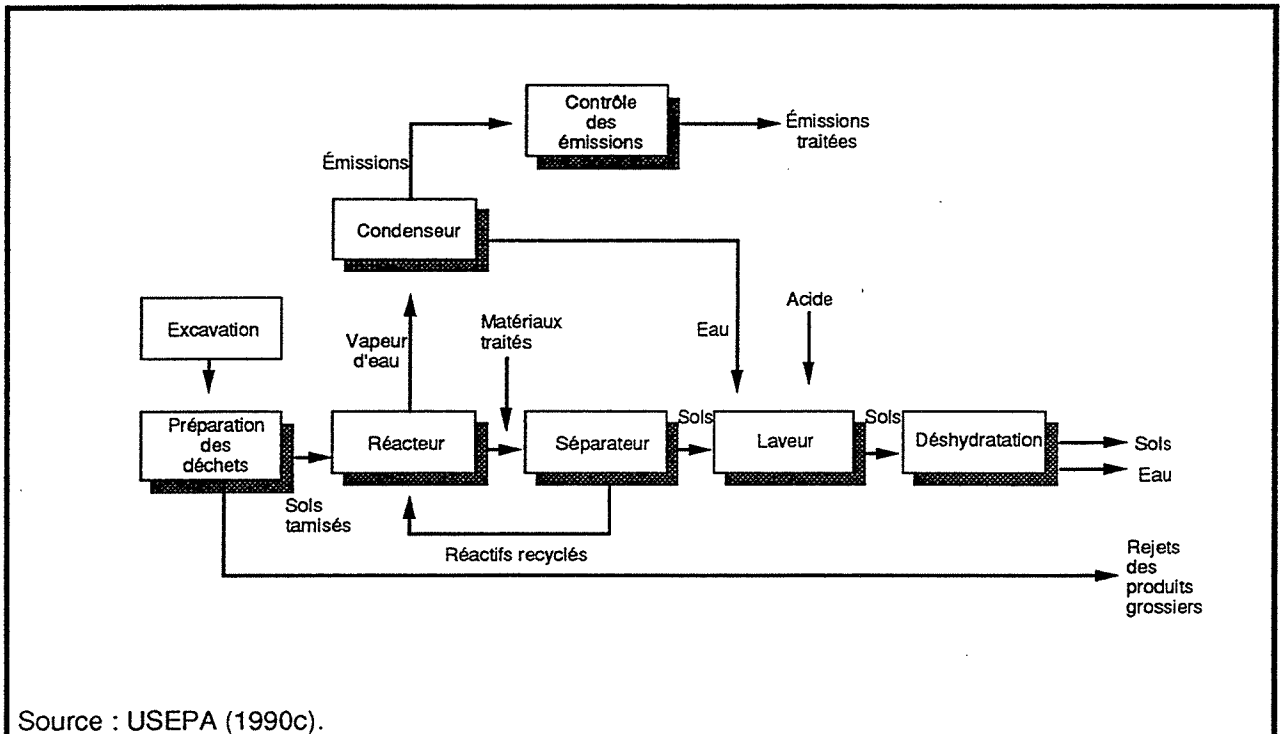 Contrôle
des
émissions
Émissions
traitées
Émissions
Condenseur
Excavation
Vapeur
d'eau
Matériaux
traités
Eau
Acide
Préparation
des
déchets
Réacteur
Séparateur
Sols
Laveur
Sols
Déshydratation
Sols
Eau
Sols
tamisés
Réactifs recyclés
Rejets
des
produits
grossiers
Source : USEPA (1990c).